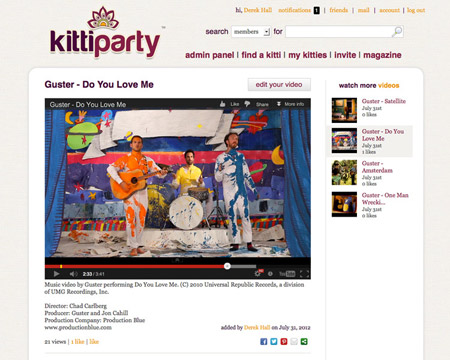 hi, Derek Hall notifications 1 | friends | mail | account | log out
kittiparty
search members for
admin panel | find a kitti | my kitties | invite | magazine
Guster - Do You Love Me
edit your video
Guster - Do You Love Me
Like Share More info
2:33 / 3:41
YouTube
Music video by Guster performing Do You Love Me. (C) 2010 Universal Republic Records, a division
of UMG Recordings, Inc.
Director: Chad Carlberg
Producer: Guster and Jon Cahill
Production Company: Production Blue
www.productionblue.com
added by Derek Hall on July 31, 2012
21 views | 1 like | like
watch more videos
Guster - Satellite
July 31st
0 likes
Guster - Do You
Love Me
July 31st
1 likes
Guster -
Amsterdam
July 31st
0 likes
Guster - One Man
Wrecki...
July 31st
0 likes